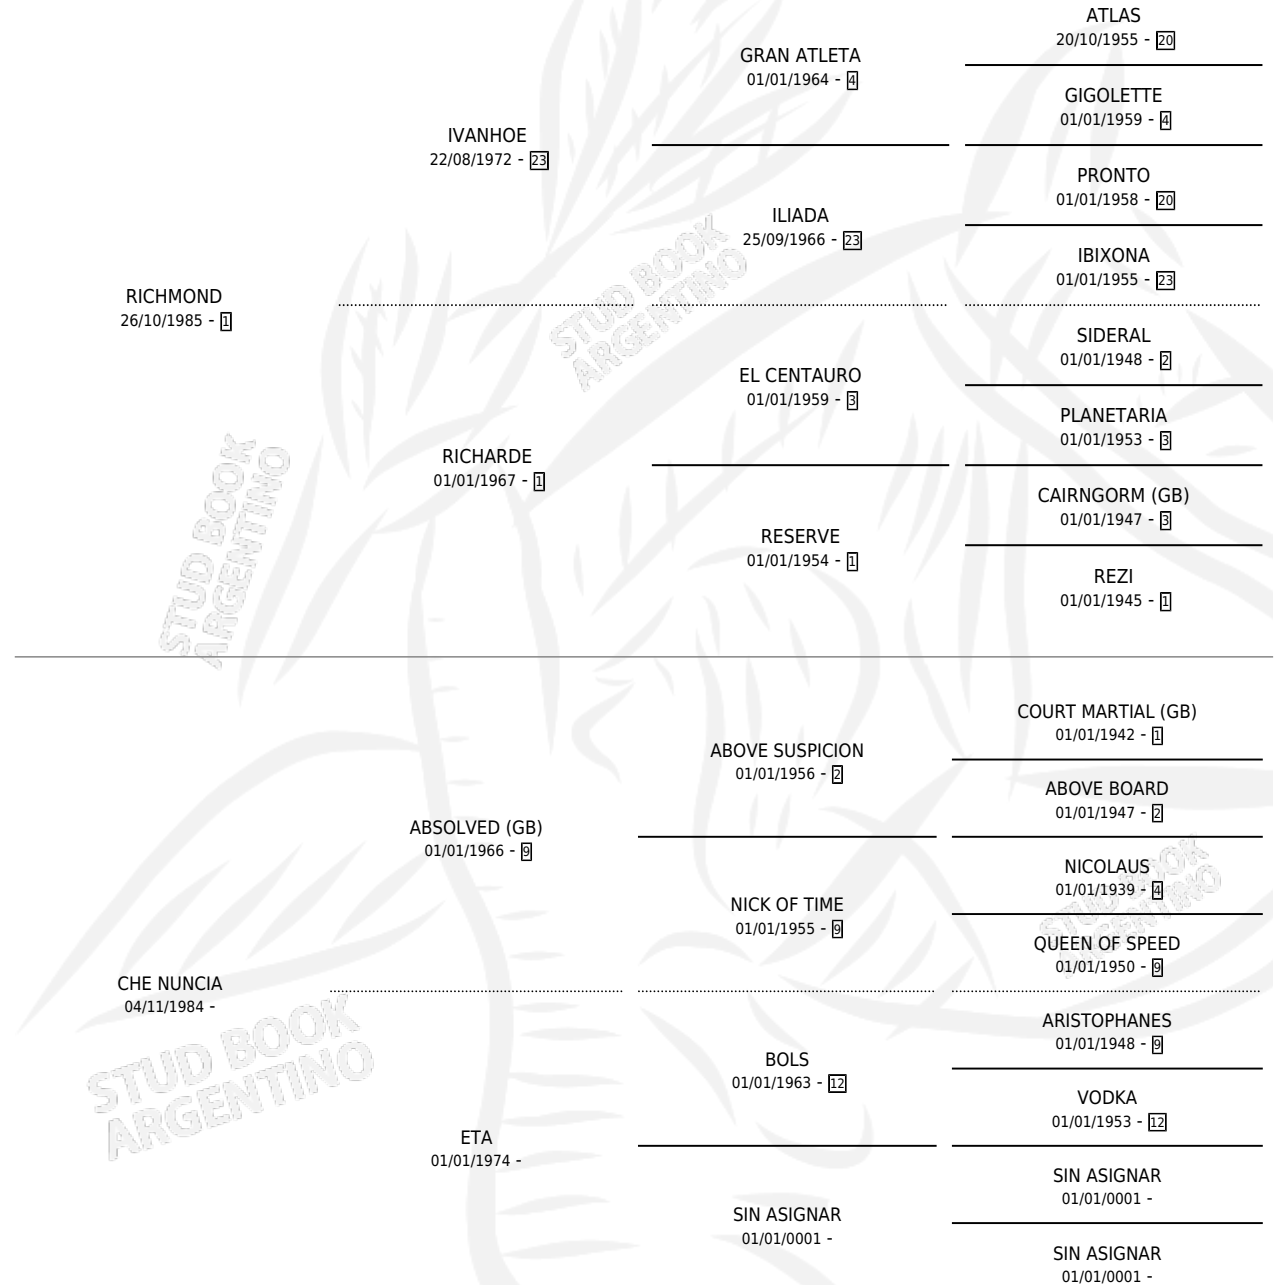 ATLAS
20/10/1955 - 20
GRAN ATLETA
01/01/1964 - 4
GIGOLETTE
01/01/1959 - 4
IVANHOE
22/08/1972 - 23
PRONTO
01/01/1958 - 20
ILIADA
25/09/1966 - 23
IBIXONA
01/01/1955 - 23
RICHMOND
26/10/1985 - 1
SIDERAL
01/01/1948 - 2
EL CENTAURO
01/01/1959 - 3
PLANETARIA
01/01/1953 - 3
RICHARDE
01/01/1967 - 1
CAIRNGORM (GB)
01/01/1947 - 3
RESERVE
01/01/1954 - 1
REZI
01/01/1945 - 1
STUD BOOK
ARGENTINO
STUD BOOK
ARGENTINO
COURT MARTIAL (GB)
01/01/1942 - 1
ABOVE SUSPICION
01/01/1956 - 2
ABOVE BOARD
01/01/1947 - 2
ABSOLVED (GB)
01/01/1966 - 9
NICOLAUS
01/01/1939 - 4
NICK OF TIME
01/01/1955 - 9
QUEEN OF SPEED
01/01/1950 - 9
STUD BOOK
ARGENTINO
CHE NUNCIA
04/11/1984 -
ARISTOPHANES
01/01/1948 - 9
BOLS
01/01/1963 - 12
VODKA
01/01/1953 - 12
STUD BOOK
ARGENTINO
ETA
01/01/1974 -
SIN ASIGNAR
01/01/0001 -
SIN ASIGNAR
01/01/0001 -
SIN ASIGNAR
01/01/0001 -